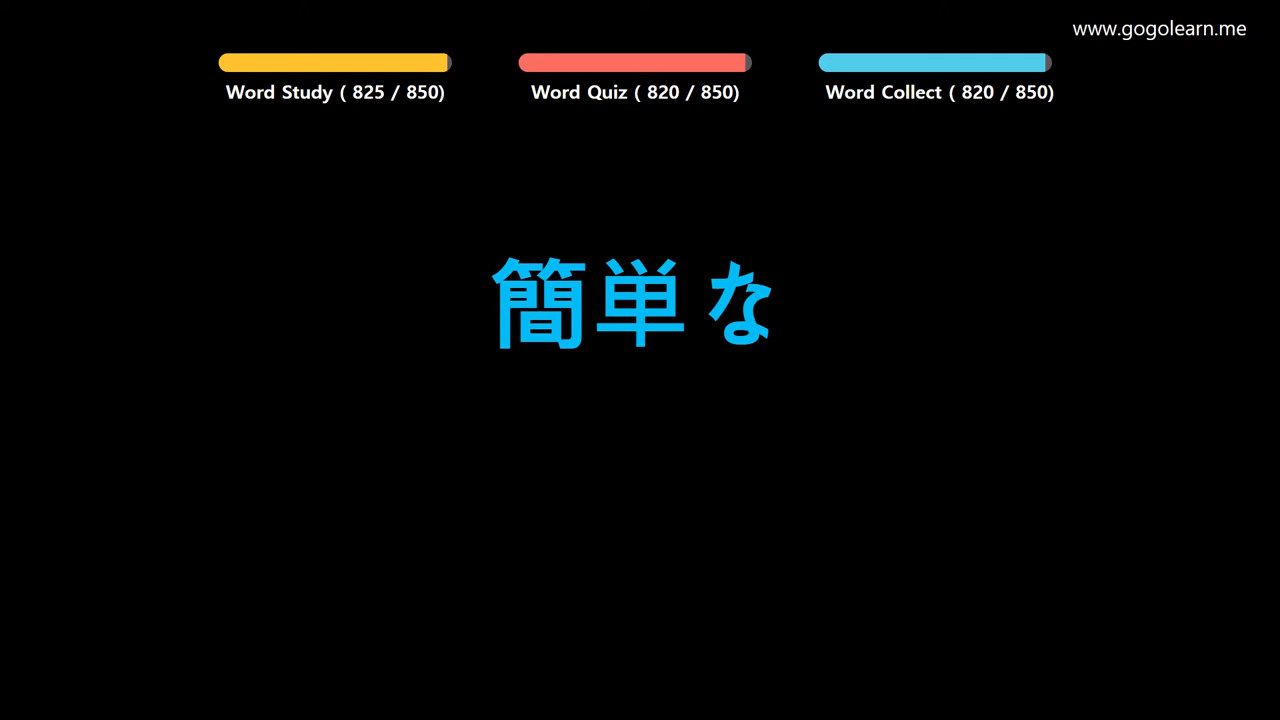 www.gogolearn.me
Word Study ( 825 / 850)
Word Quiz ( 820 / 850)
Word Collect ( 820 / 850)
簡単な